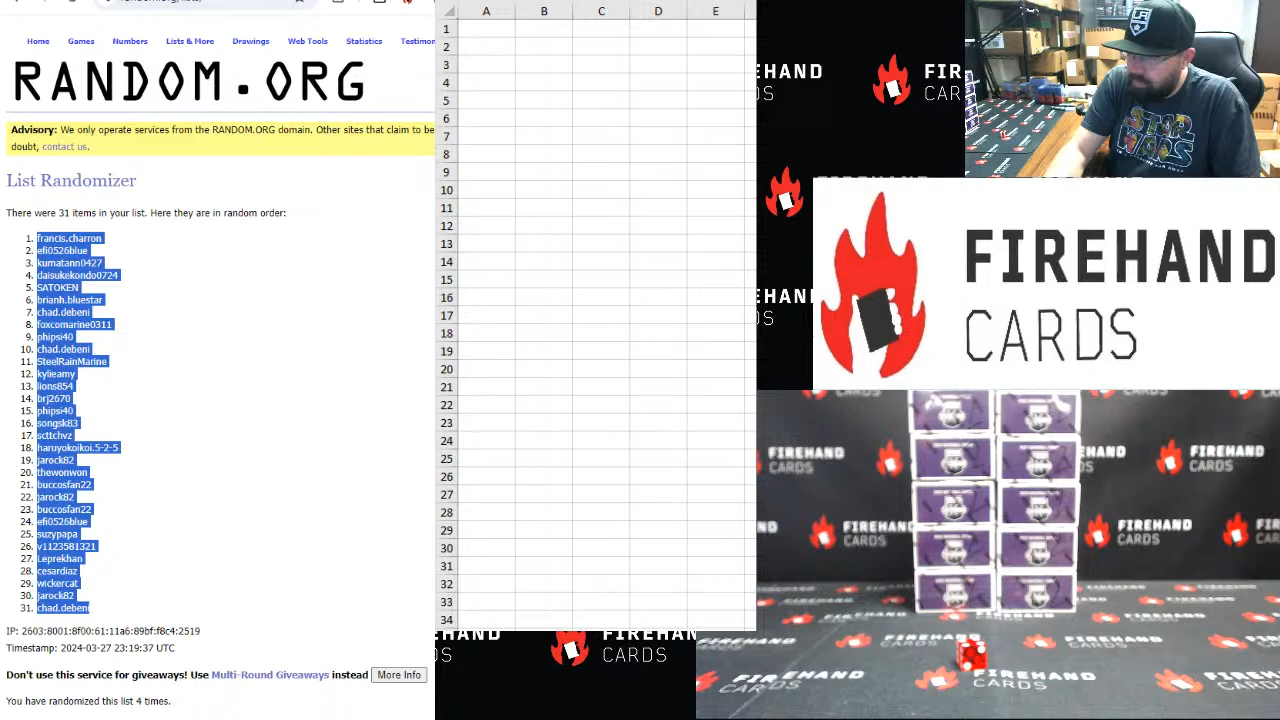 Home Games Numbers Lists & More Drawings Web Tools Statistics Testimon
RANDOM.ORG
Advisory: We only operate services from the RANDOM.ORG domain. Other sites that claim to be
doubt, contact us.
List Randomizer
There were 31 items in your list. Here they are in random order:
1. francis.charron
2. efi0526blue
3. kumatann0427
4. daisukekondo0724
5. SATOKEN
6. brianh.bluestar
7. chad.debeni
8. foxcomarine0311
9. phipsi40
10. chad.debeni
11. SteelRainMarine
12. kylieamy
13. lions854
14. brj2670
15. phipsi40
16. songsk83
17. scttchvz
18. haruyokoikoi.5-2-5
19. jarock82
20. thewonwon
21. buccosfan22
22. jarock82
23. buccosfan22
24. efi0526blue
25. suzypapa
26. v1123581321
27. Leprekhan
28. cesardiaz
29. wickercat
30. jarock82
31. chad.debeni
IP: 2603:8001:8f00:61:11a6:89bf:f8c4:2519
Timestamp: 2024-03-27 23:19:37 UTC
Don't use this service for giveaways! Use Multi-Round Giveaways instead More Info
You have randomized this list 4 times.
A B C D E
1
2
3
4
5
6
7
8
9
10
11
12
13
14
15
16
17
18
19
20
21
22
23
24
25
26
27
28
29
30
31
32
33
34
STAR
WARS
FIREHAND
CARDS
FIREHAND
CARDS